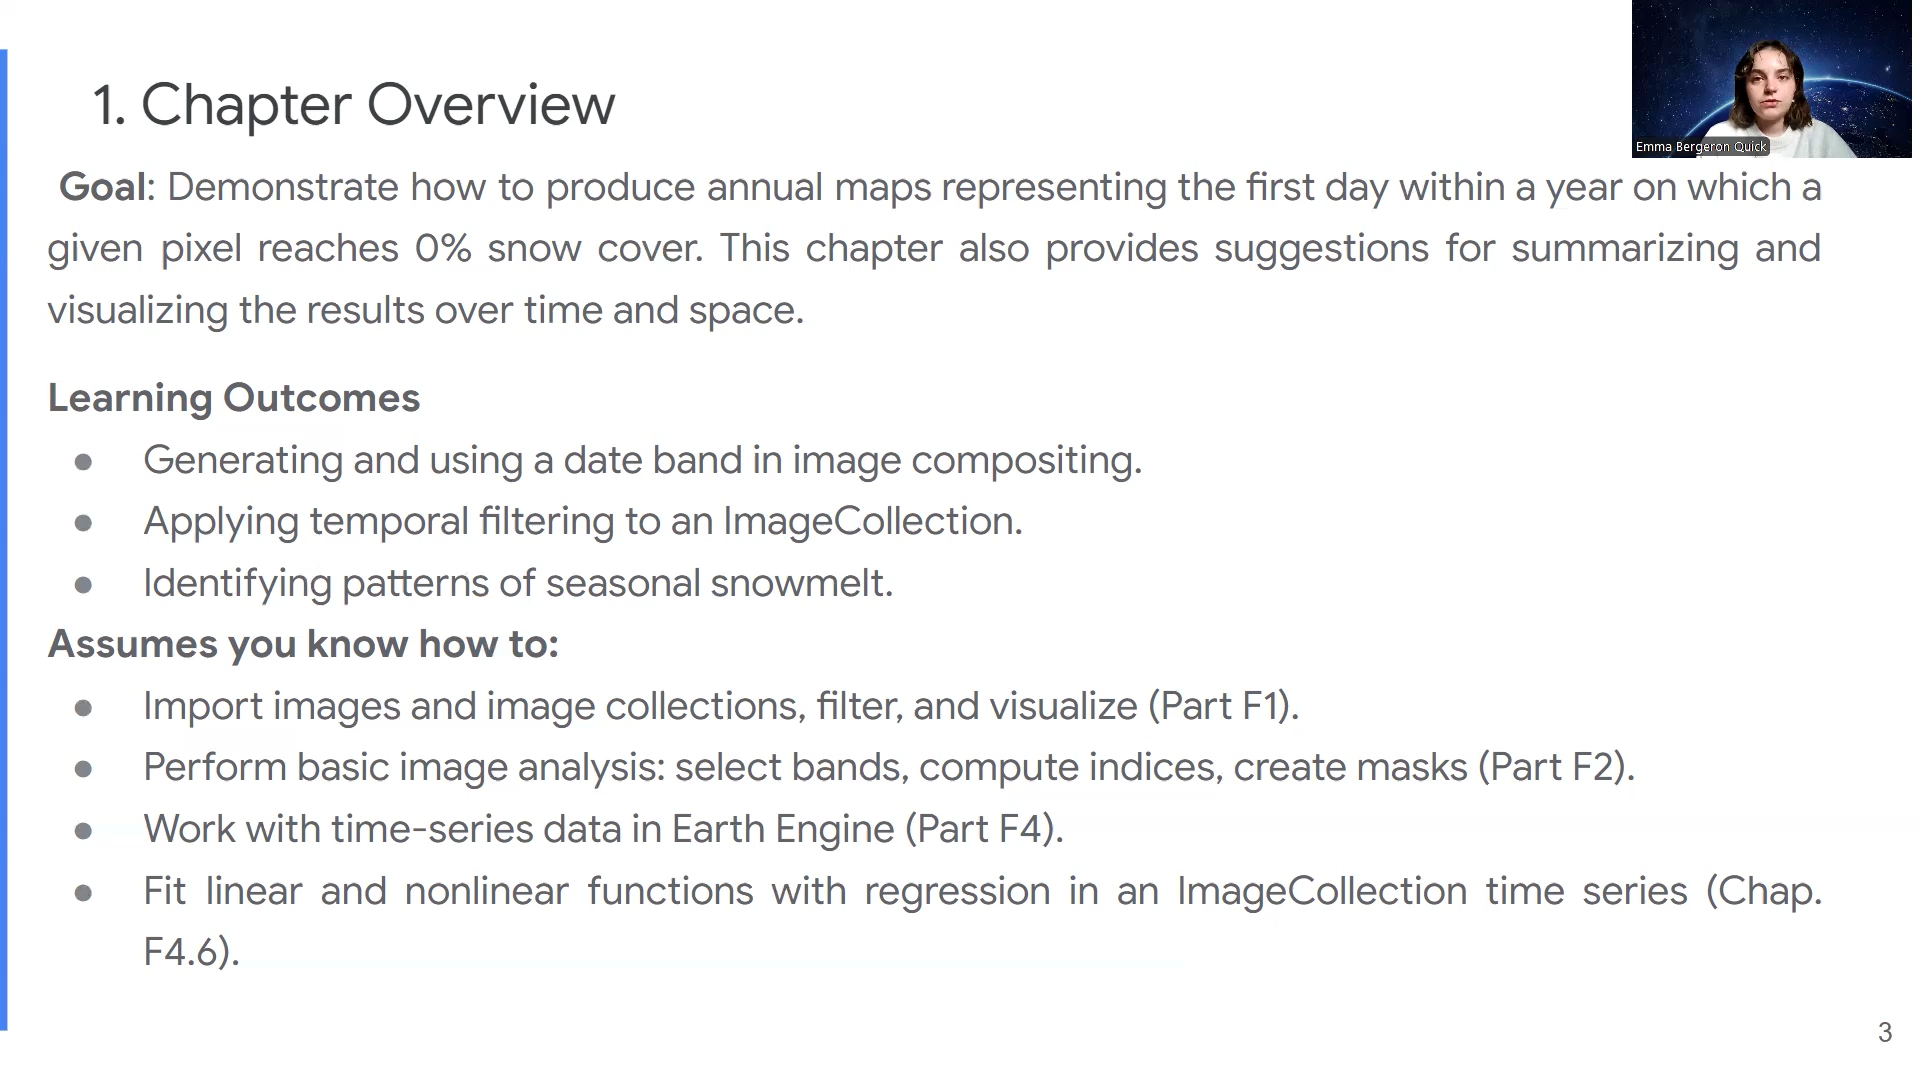 1. Chapter Overview
Emma Bergeron Quick
Goal: Demonstrate how to produce annual maps representing the first day within a year on which a
given pixel reaches 0% snow cover. This chapter also provides suggestions for summarizing and
visualizing the results over time and space.
Learning Outcomes
● Generating and using a date band in image compositing.
● Applying temporal filtering to an ImageCollection.
● Identifying patterns of seasonal snowmelt.
Assumes you know how to:
● Import images and image collections, filter, and visualize (Part F1).
● Perform basic image analysis: select bands, compute indices, create masks (Part F2).
● Work with time-series data in Earth Engine (Part F4).
● Fit linear and nonlinear functions with regression in an ImageCollection time series (Chap.
F4.6).
3